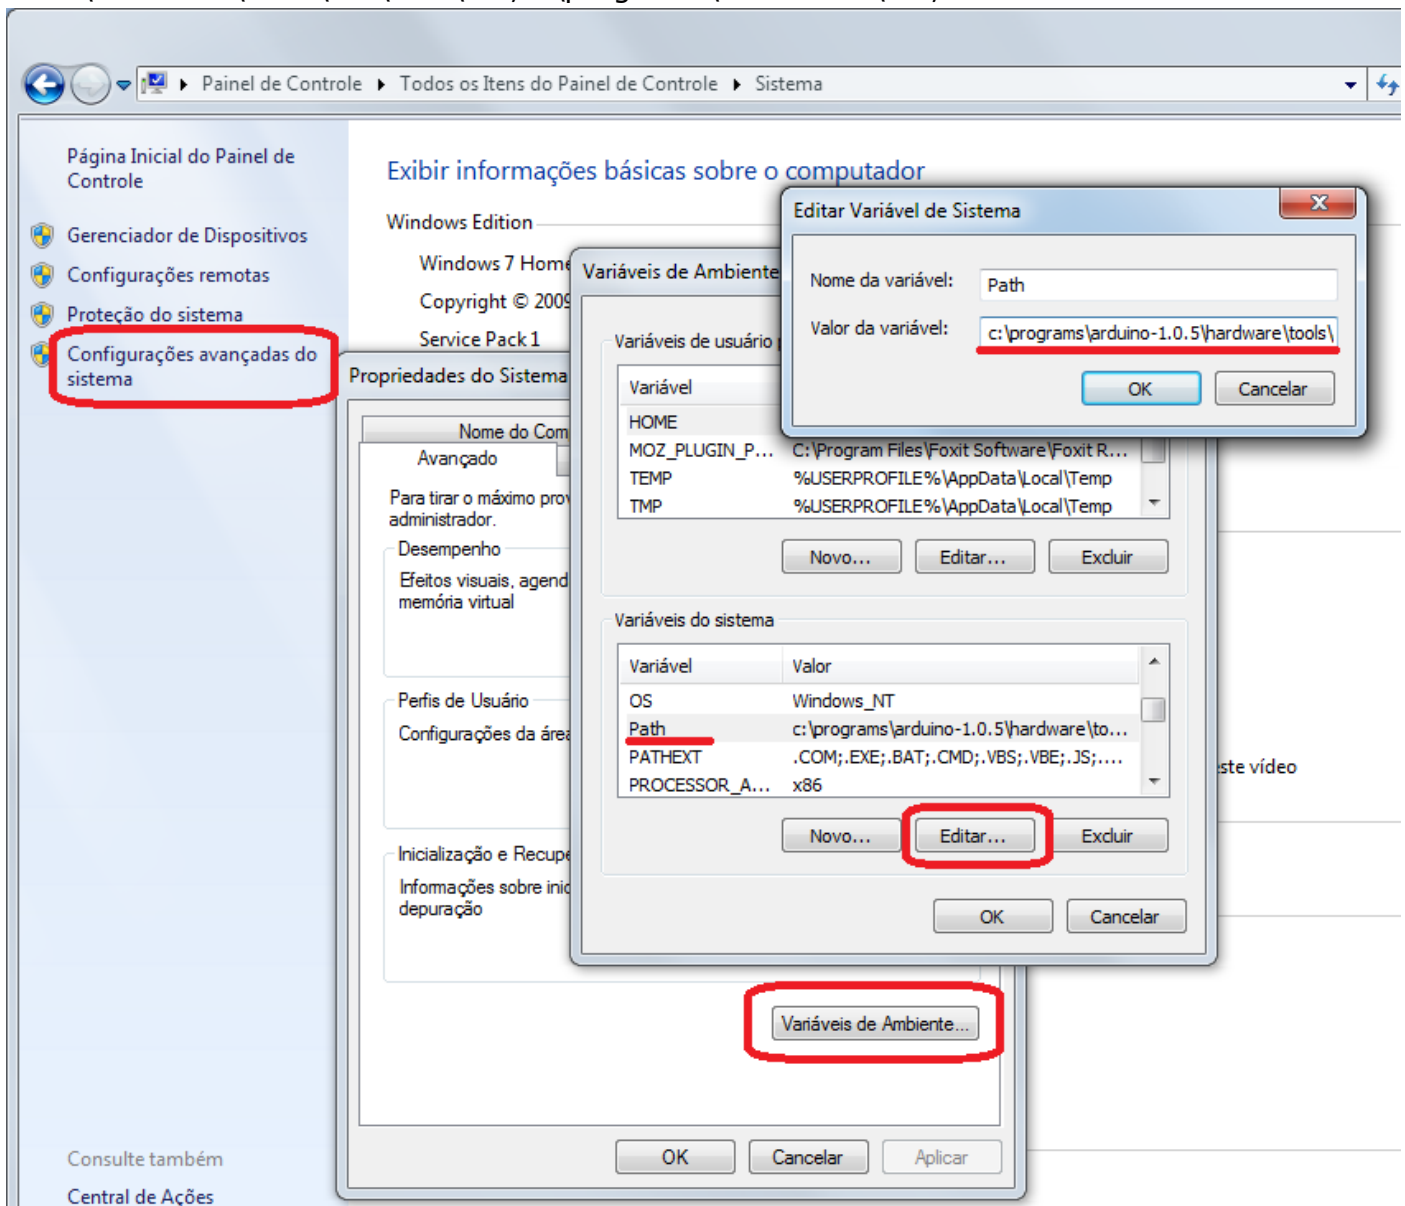 Painel de Controle ▸ Todos os Itens do Painel de Controle ▸ Sistema
Página Inicial do Painel de
Controle
Gerenciador de Dispositivos
Configurações remotas
Proteção do sistema
Configurações avançadas do
sistema
Consulte também
Central de Ações
Exibir informações básicas sobre o computador
Windows Edition
Windows 7 Home
Copyright © 2009
Service Pack 1
este vídeo
Propriedades do Sistema
Nome do Com
Avançado
Para tirar o máximo prov
administrador.
Desempenho
Efeitos visuais, agend
memória virtual
Perfis de Usuário
Configurações da área
Inicialização e Recupe
Informações sobre inic
depuração
Variáveis de Ambiente...
OK Cancelar Aplicar
Variáveis de Ambiente
Variáveis de usuário
Variável
HOME
MOZ_PLUGIN_P... C:\Program Files\Foxit Software\Foxit R...
TEMP %USERPROFILE%\AppData\Local\Temp
TMP %USERPROFILE%\AppData\Local\Temp
Novo... Editar... Excluir
Variáveis do sistema
Variável Valor
OS Windows_NT
Path c:\programs\arduino-1.0.5\hardware\to...
PATHEXT .COM;.EXE;.BAT;.CMD;.VBS;.VBE;.JS;....
PROCESSOR_A... x86
Novo... Editar... Excluir
OK Cancelar
Editar Variável de Sistema
Nome da variável: Path
Valor da variável: c:\programs\arduino-1.0.5\hardware\tools\
OK Cancelar